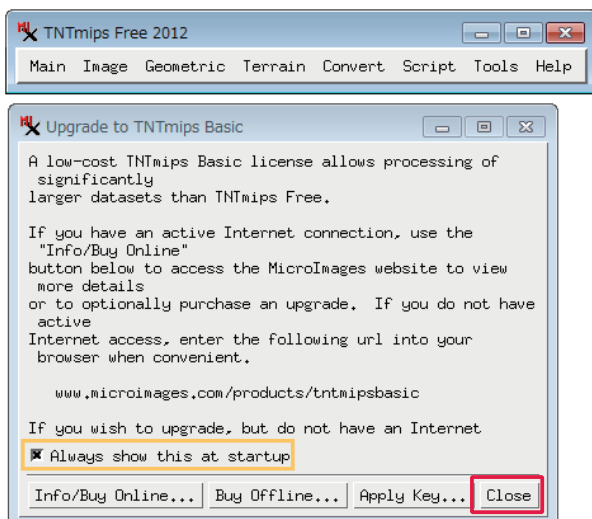 TNTmips Free 2012
Main Image Geometric Terrain Convert Script Tools Help
Upgrade to TNTmips Basic
A low-cost TNTmips Basic license allows processing of
significantly
larger datasets than TNTmips Free.
If you have an active Internet connection, use the
"Info/Buy Online"
button below to access the MicroImages website to view
more details
or to optionally purchase an upgrade. If you do not have
active
Internet access, enter the following url into your
browser when convenient.
www.microimages.com/products/tntmipsbasic
If you wish to upgrade, but do not have an Internet
Always show this at startup
Info/Buy Online... Buy Offline... Apply Key... Close